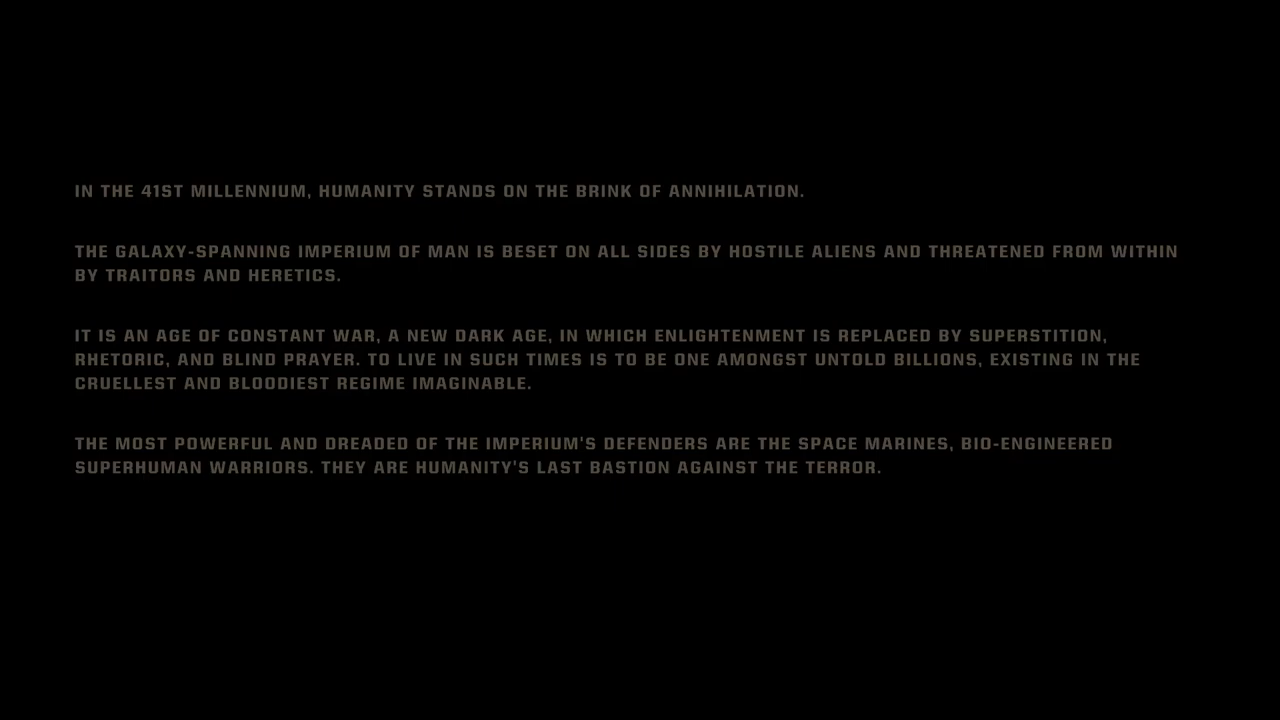 IN THE 41ST MILLENNIUM, HUMANITY STANDS ON THE BRINK OF ANNIHILATION.
THE GALAXY-SPANNING IMPERIUM OF MAN IS BESET ON ALL SIDES BY HOSTILE ALIENS AND THREATENED FROM WITHIN
BY TRAITORS AND HERETICS.
IT IS AN AGE OF CONSTANT WAR, A NEW DARK AGE, IN WHICH ENLIGHTENMENT IS REPLACED BY SUPERSTITION,
RHETORIC, AND BLIND PRAYER. TO LIVE IN SUCH TIMES IS TO BE ONE AMONGST UNTOLD BILLIONS, EXISTING IN THE
CRUELLEST AND BLOODIEST REGIME IMAGINABLE.
THE MOST POWERFUL AND DREADED OF THE IMPERIUM'S DEFENDERS ARE THE SPACE MARINES, BIO-ENGINEERED
SUPERHUMAN WARRIORS. THEY ARE HUMANITY'S LAST BASTION AGAINST THE TERROR.